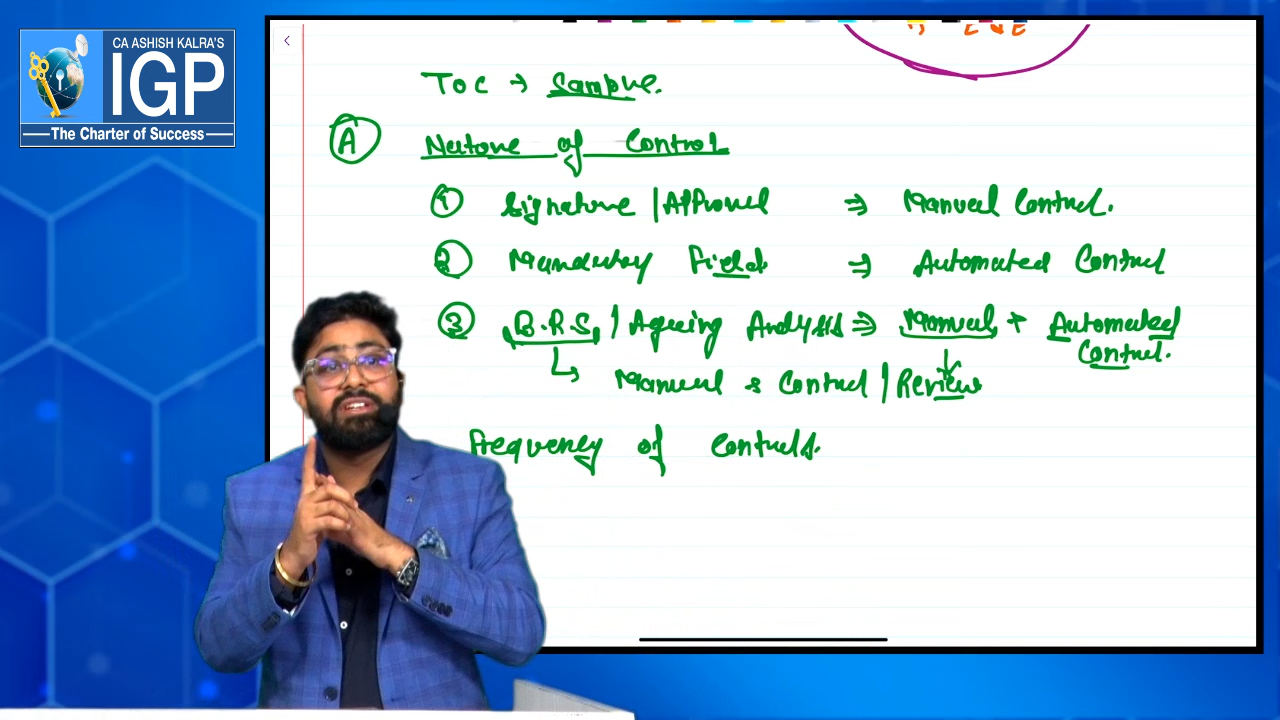 CA ASHISH KALRA'S
IGP
The Charter of Success
TOC → Sample.
A Nature of Control
1 Signature / Approval ⇒ Manual Control.
2 Mandatory Field ⇒ Automated Control
3 B.R.S. / Ageing Analysis ⇒ Manual + Automated Control.
↳ Manual & Control / Review
Frequency of Controls.